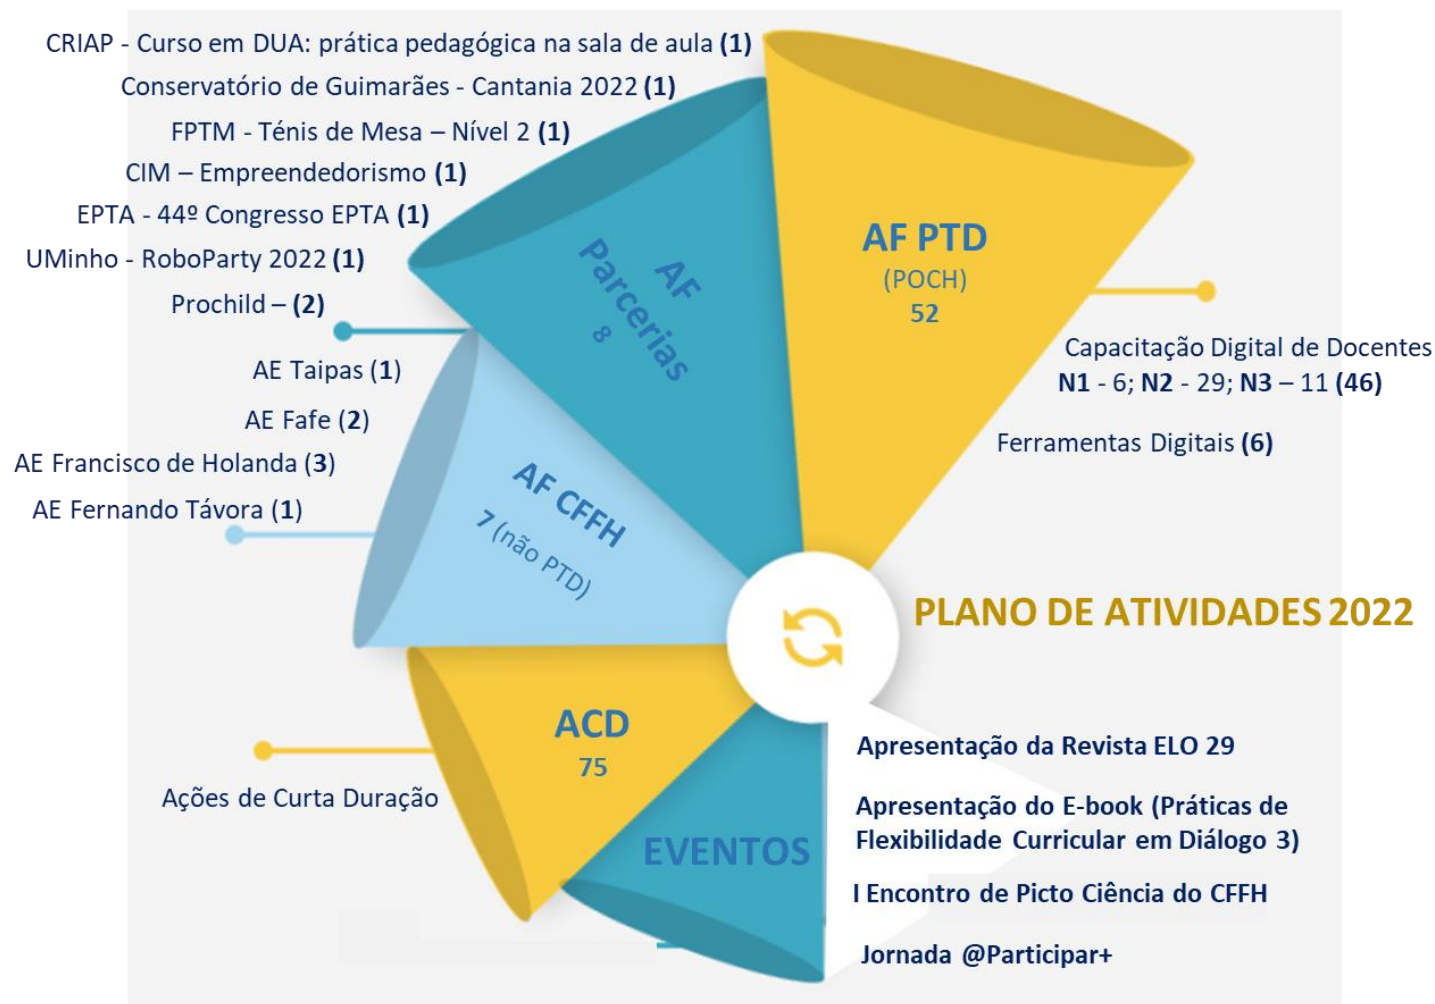 CRIAP - Curso em DUA: prática pedagógica na sala de aula (1)
Conservatório de Guimarães - Cantania 2022 (1)
FPTM - Ténis de Mesa – Nível 2 (1)
CIM – Empreendedorismo (1)
EPTA - 44º Congresso EPTA (1)
UMinho - RoboParty 2022 (1)
Prochild – (2)
AF
Parcerias
8
AF PTD
(POCH)
52
Capacitação Digital de Docentes
N1 - 6; N2 - 29; N3 – 11 (46)
Ferramentas Digitais (6)
AE Taipas (1)
AE Fafe (2)
AE Francisco de Holanda (3)
AE Fernando Távora (1)
AF CFFH
7 (não PTD)
PLANO DE ATIVIDADES 2022
ACD
75
Ações de Curta Duração
EVENTOS
Apresentação da Revista ELO 29
Apresentação do E-book (Práticas de
Flexibilidade Curricular em Diálogo 3)
I Encontro de Picto Ciência do CFFH
Jornada @Participar+